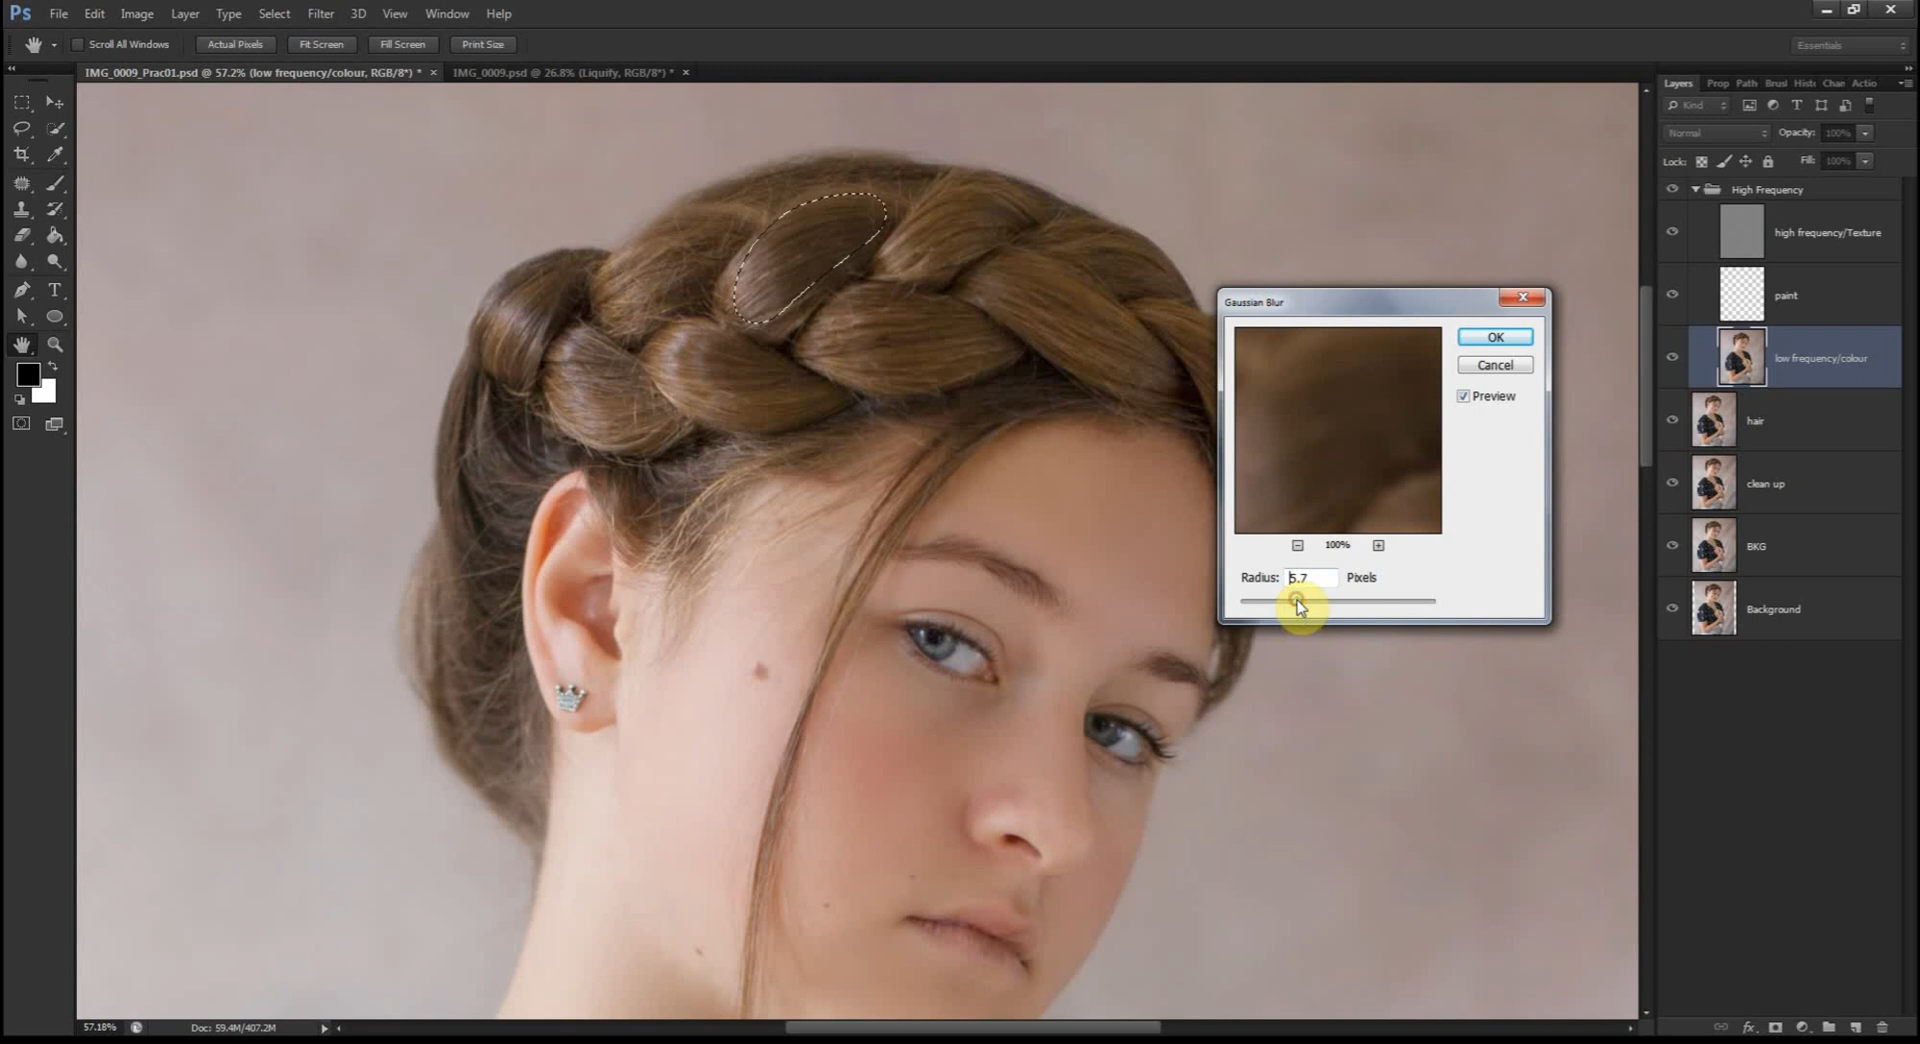 Ps File Edit Image Layer Type Select Filter 3D View Window Help
Scroll All Windows Actual Pixels Fit Screen Fill Screen Print Size Essentials
IMG_0009_Prac01.psd @ 57.2% (low frequency/colour, RGB/8*) * × IMG_0009.psd @ 26.8% (Liquify, RGB/8*) * ×
Layers Prop Path Brus Histo Chan Actio
Kind
Normal Opacity: 100%
Lock: Fill: 100%
High Frequency
high frequency/Texture
paint
low frequency/colour
hair
clean up
BKG
Background
Gaussian Blur
OK
Cancel
Preview
100%
Radius: 5.7 Pixels
57.18% Doc: 59.4M/407.2M